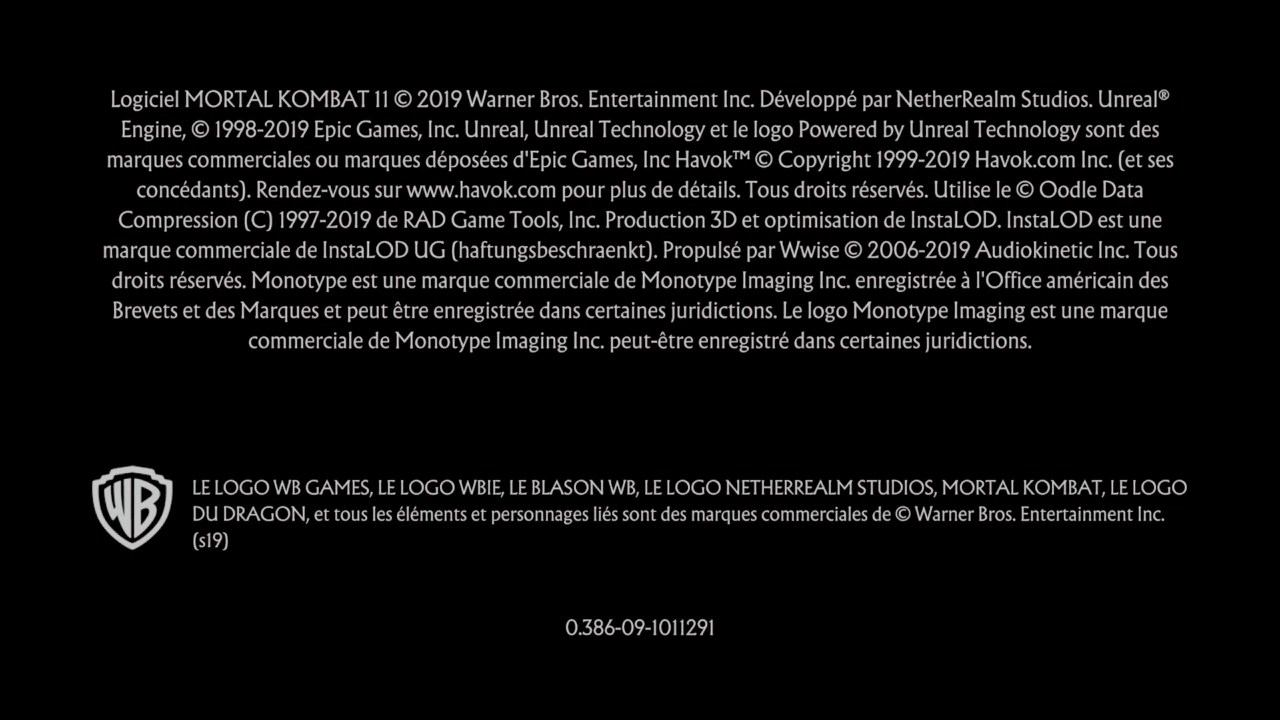 Logiciel MORTAL KOMBAT 11 © 2019 Warner Bros. Entertainment Inc. Développé par NetherRealm Studios. Unreal®
Engine, © 1998-2019 Epic Games, Inc. Unreal, Unreal Technology et le logo Powered by Unreal Technology sont des
marques commerciales ou marques déposées d'Epic Games, Inc Havok™ © Copyright 1999-2019 Havok.com Inc. (et ses
concédants). Rendez-vous sur www.havok.com pour plus de détails. Tous droits réservés. Utilise le © Oodle Data
Compression (C) 1997-2019 de RAD Game Tools, Inc. Production 3D et optimisation de InstaLOD. InstaLOD est une
marque commerciale de InstaLOD UG (haftungsbeschraenkt). Propulsé par Wwise © 2006-2019 Audiokinetic Inc. Tous
droits réservés. Monotype est une marque commerciale de Monotype Imaging Inc. enregistrée à l'Office américain des
Brevets et des Marques et peut être enregistrée dans certaines juridictions. Le logo Monotype Imaging est une marque
commerciale de Monotype Imaging Inc. peut-être enregistré dans certaines juridictions.
WB
LE LOGO WB GAMES, LE LOGO WBIE, LE BLASON WB, LE LOGO NETHERREALM STUDIOS, MORTAL KOMBAT, LE LOGO
DU DRAGON, et tous les éléments et personnages liés sont des marques commerciales de © Warner Bros. Entertainment Inc.
(s19)
0.386-09-1011291